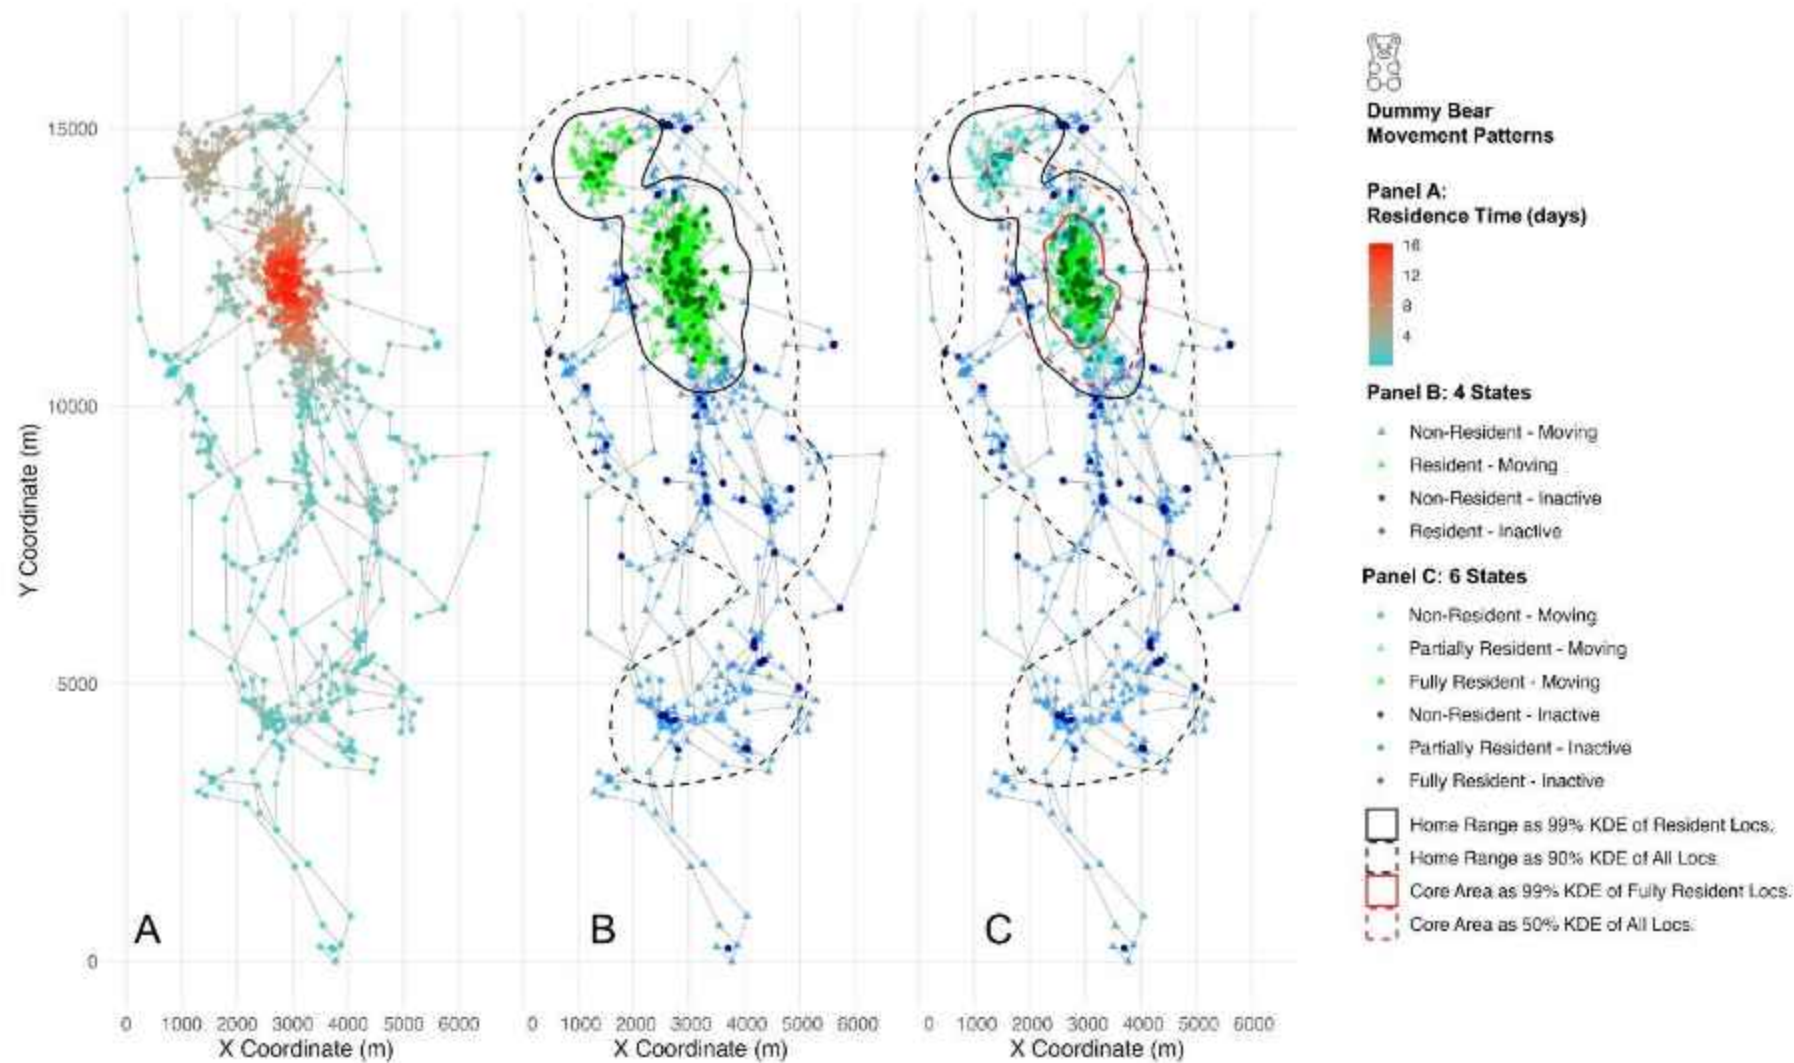 Dummy Bear
Movement Patterns
Panel A:
Residence Time (days)
16
12
8
4
Panel B: 4 States
Non-Resident - Moving
Resident - Moving
Non-Resident - Inactive
Resident - Inactive
Panel C: 6 States
Non-Resident - Moving
Partially Resident - Moving
Fully Resident - Moving
Non-Resident - Inactive
Partially Resident - Inactive
Fully Resident - Inactive
Home Range as 99% KDE of Resident Locs.
Home Range as 90% KDE of All Locs
Core Area as 99% KDE of Fully Resident Locs.
Core Area as 50% KDE of All Locs.
15000
10000
5000
0
Y Coordinate (m)
A B C
0 1000 2000 3000 4000 5000 6000 0 1000 2000 3000 4000 5000 6000 0 1000 2000 3000 4000 5000 6000
X Coordinate (m) X Coordinate (m) X Coordinate (m)